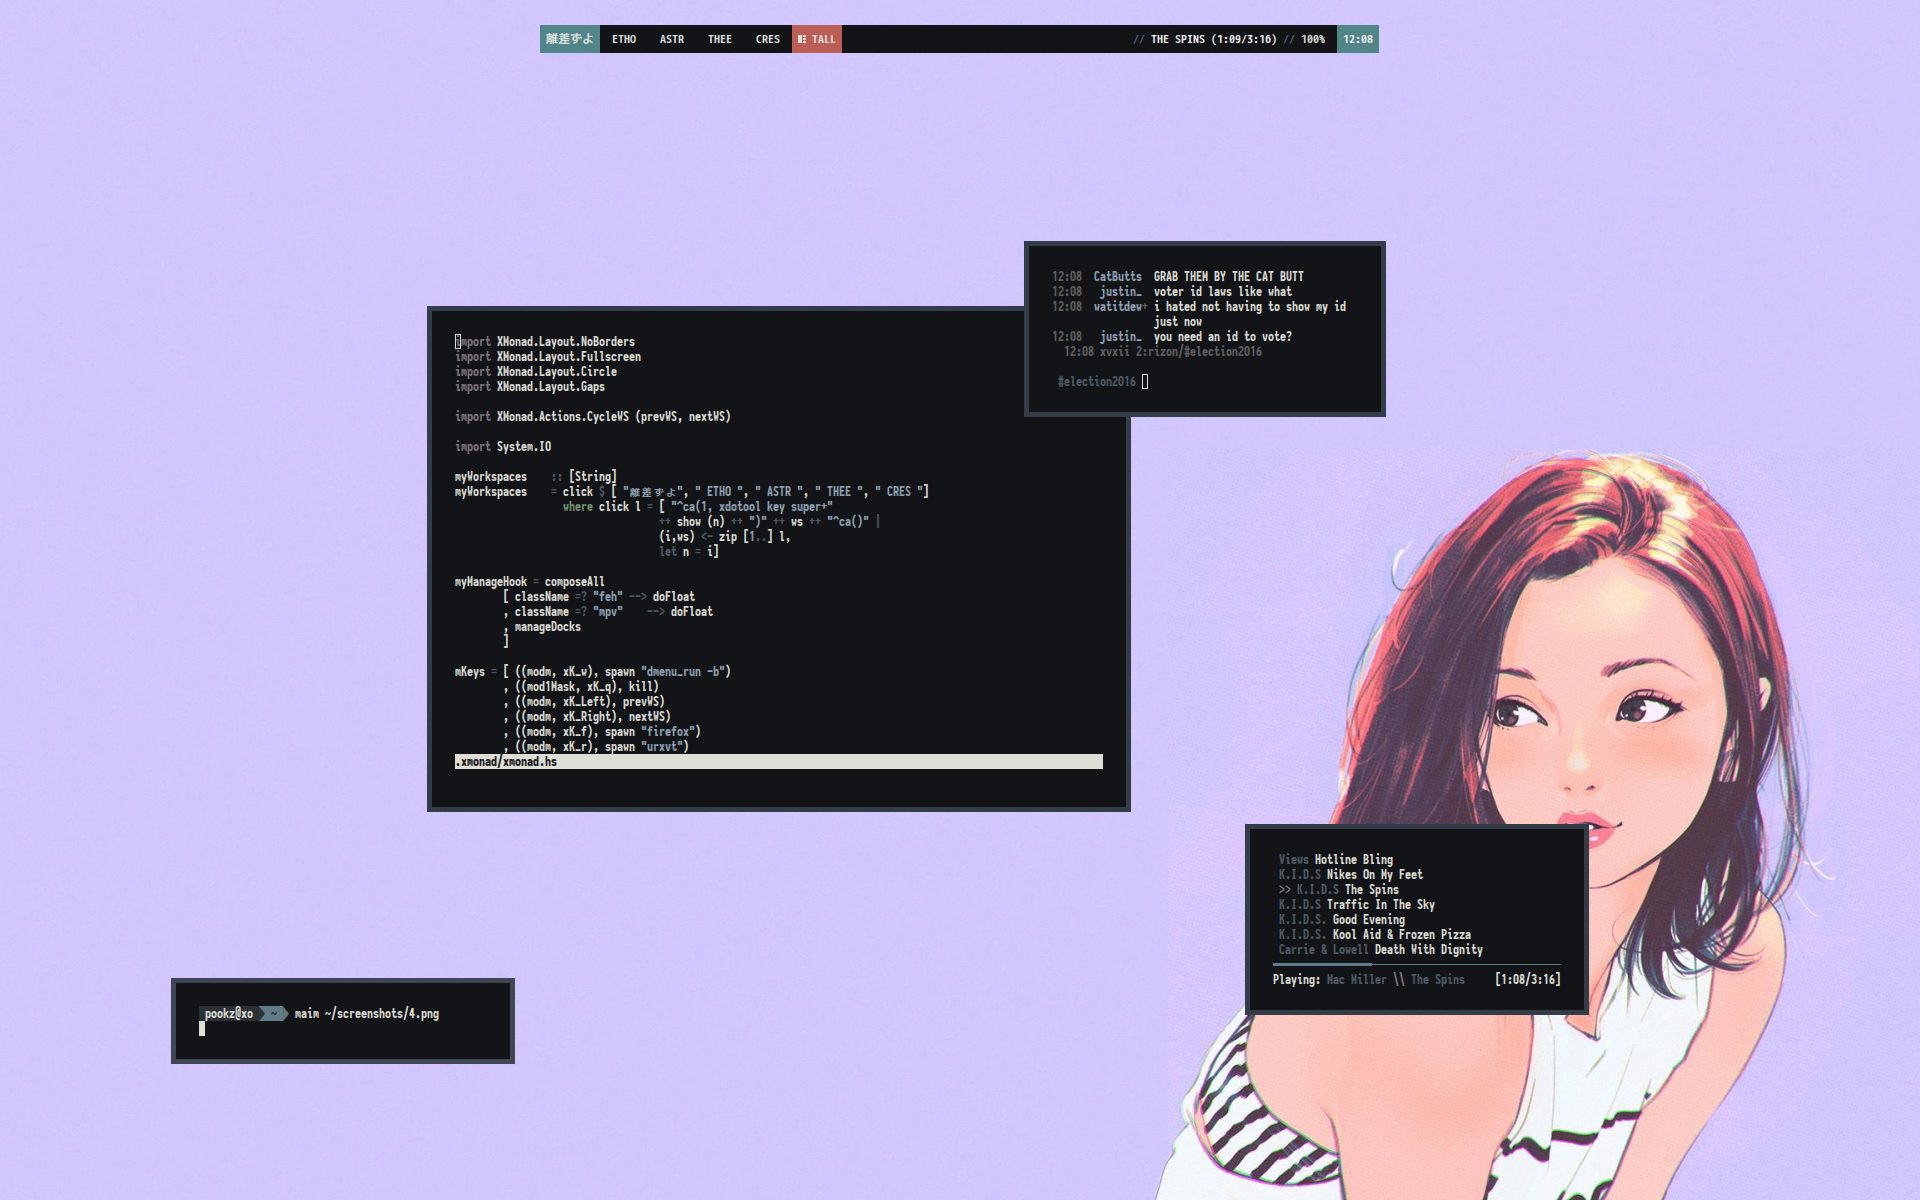 離差ずよ ETHO ASTR THEE CRES TALL // THE SPINS (1:09/3:16) // 100% 12:08
12:08 CatButts GRAB THEM BY THE CAT BUTT
12:08 justin_ voter id laws like what
12:08 watitdew+ i hated not having to show my id
just now
12:08 justin_ you need an id to vote?
12:08 xvxii 2:rizon/#election2016
#election2016
import XMonad.Layout.NoBorders
import XMonad.Layout.Fullscreen
import XMonad.Layout.Circle
import XMonad.Layout.Gaps
import XMonad.Actions.CycleWS (prevWS, nextWS)
import System.IO
myWorkspaces :: [String]
myWorkspaces = click $ [ "離差ずよ", " ETHO ", " ASTR ", " THEE ", " CRES "]
where click l = [ "^ca(1, xdotool key super+"
++ show (n) ++ ")" ++ ws ++ "^ca()" |
(i,ws) <- zip [1..] l,
let n = i]
myManageHook = composeAll
[ className =? "feh" --> doFloat
, className =? "mpv" --> doFloat
, manageDocks
]
mKeys = [ ((modm, xK_w), spawn "dmenu_run -b")
, ((mod1Mask, xK_q), kill)
, ((modm, xK_Left), prevWS)
, ((modm, xK_Right), nextWS)
, ((modm, xK_f), spawn "firefox")
, ((modm, xK_r), spawn "urxvt")
.xmonad/xmonad.hs
Views Hotline Bling
K.I.D.S Nikes On My Feet
>> K.I.D.S The Spins
K.I.D.S Traffic In The Sky
K.I.D.S. Good Evening
K.I.D.S. Kool Aid & Frozen Pizza
Carrie & Lowell Death With Dignity
Playing: Mac Miller \\ The Spins [1:08/3:16]
pookz@xo ~ maim ~/screenshots/4.png